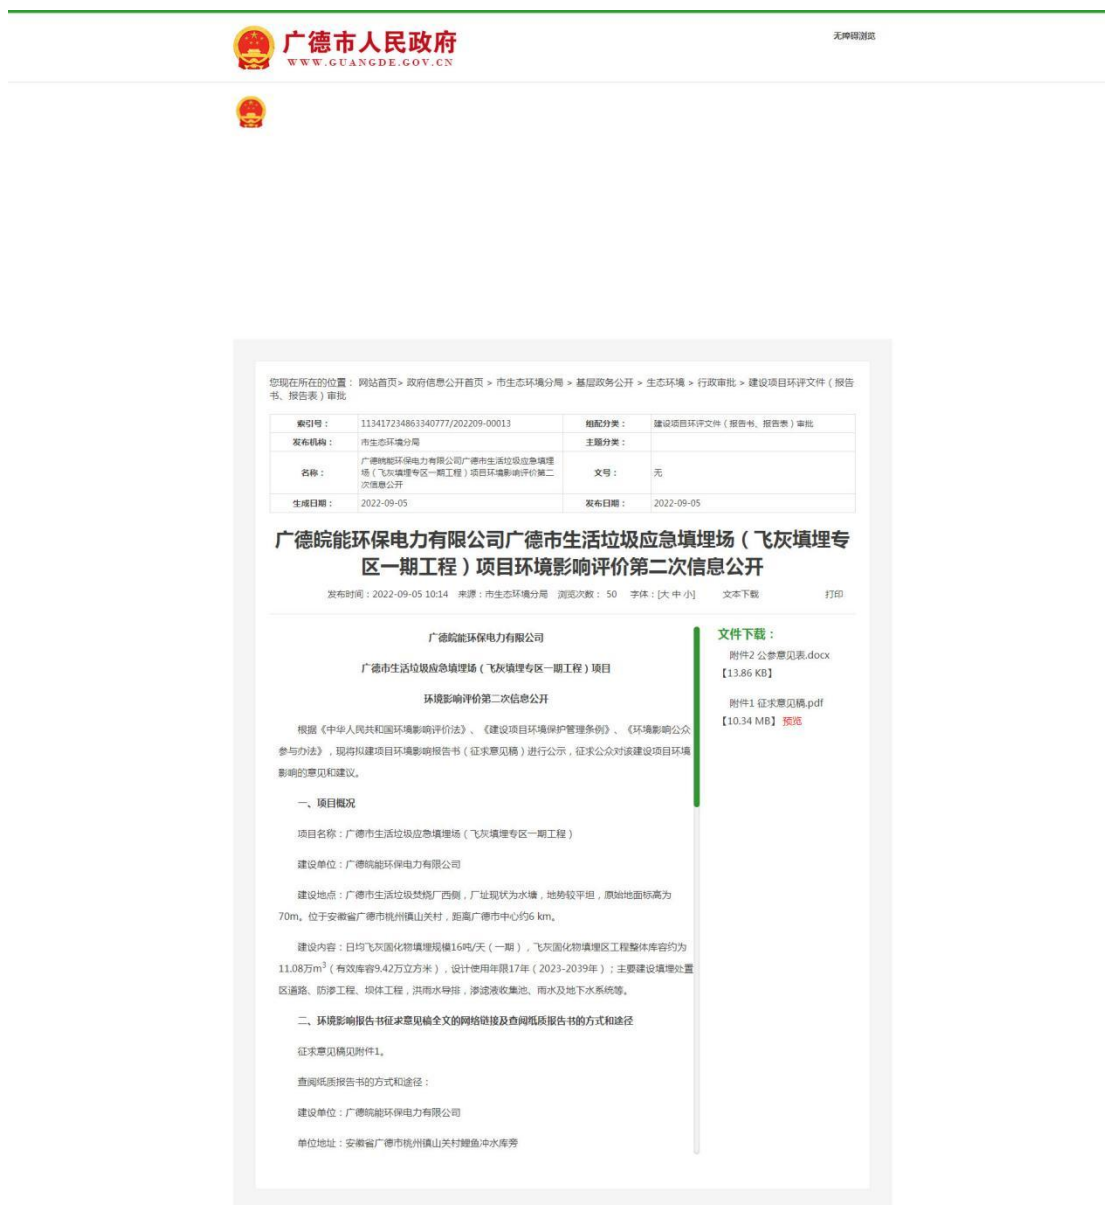 广德市人民政府
WWW.GUANGDE.GOV.CN
无障碍浏览
您现在所在的位置： 网站首页> 政府信息公开首页 > 市生态环境分局 > 基层政务公开 > 生态环境 > 行政审批 > 建设项目环评文件（报告
书、报告表）审批
索引号： 113417234863340777/202209-00013 组配分类： 建设项目环评文件（报告书、报告表）审批
发布机构： 市生态环境分局 主题分类：
名称： 广德皖能环保电力有限公司广德市生活垃圾应急填埋
场（飞灰填埋专区一期工程）项目环境影响评价第二
次信息公开 文号： 无
生成日期： 2022-09-05 发布日期： 2022-09-05
广德皖能环保电力有限公司广德市生活垃圾应急填埋场（飞灰填埋专
区一期工程）项目环境影响评价第二次信息公开
发布时间：2022-09-05 10:14 来源：市生态环境分局 浏览次数： 50 字体：[大 中 小] 文本下载 打印
广德皖能环保电力有限公司
广德市生活垃圾应急填埋场（飞灰填埋专区一期工程）项目
环境影响评价第二次信息公开
根据《中华人民共和国环境影响评价法》、《建设项目环境保护管理条例》、《环境影响公众
参与办法》，现将拟建项目环境影响报告书（征求意见稿）进行公示，征求公众对该建设项目环境
影响的意见和建议。
一、项目概况
项目名称：广德市生活垃圾应急填埋场（飞灰填埋专区一期工程）
建设单位：广德皖能环保电力有限公司
建设地点：广德市生活垃圾焚烧厂西侧，厂址现状为水塘，地势较平坦，原始地面标高为
70m。位于安徽省广德市桃州镇山关村，距离广德市中心约6 km。
建设内容：日均飞灰固化物填埋规模16吨/天（一期），飞灰固化物填埋区工程整体库容约为
11.08万m³（有效库容9.42万立方米），设计使用年限17年（2023-2039年）；主要建设填埋处置
区道路、防渗工程、坝体工程，洪雨水导排，渗滤液收集池、雨水及地下水系统等。
二、环境影响报告书征求意见稿全文的网络链接及查阅纸质报告书的方式和途径
征求意见稿见附件1。
查阅纸质报告书的方式和途径：
建设单位：广德皖能环保电力有限公司
单位地址：安徽省广德市桃州镇山关村鲤鱼冲水库旁
文件下载：
附件2 公参意见表.docx
【13.86 KB】
附件1 征求意见稿.pdf
【10.34 MB】 预览